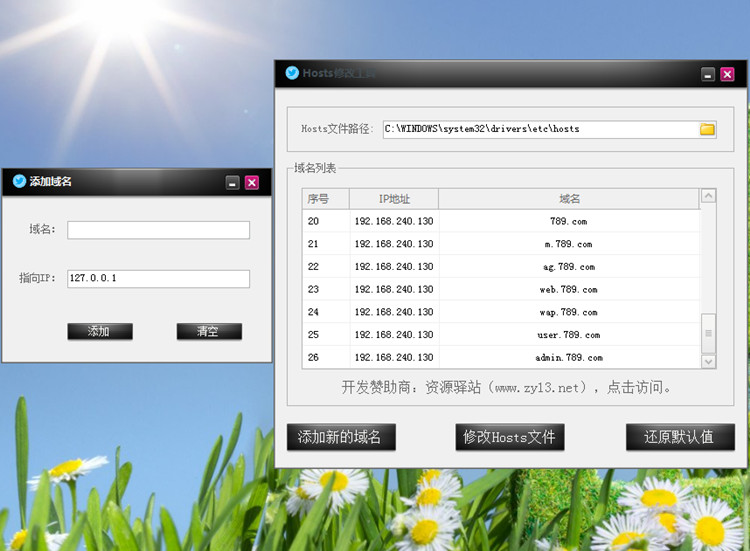 Hosts修改工具
Hosts文件路径:
C:\WINDOWS\system32\drivers\etc\hosts
域名列表
序号 IP地址 域名
20 192.168.240.130 789.com
21 192.168.240.130 m.789.com
22 192.168.240.130 ag.789.com
23 192.168.240.130 web.789.com
24 192.168.240.130 wap.789.com
25 192.168.240.130 user.789.com
26 192.168.240.130 admin.789.com
开发赞助商：资源驿站（www.zyl3.net），点击访问。
添加新的域名 修改Hosts文件 还原默认值
添加域名
域名:
指向IP: 127.0.0.1
添加 清空